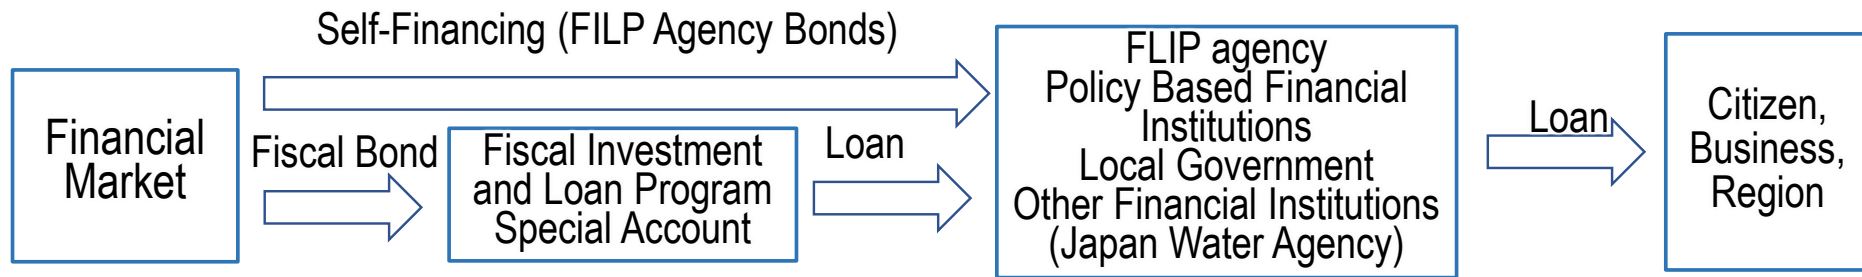 Self-Financing (FILP Agency Bonds)
Financial
Market
Fiscal Bond
Fiscal Investment
and Loan Program
Special Account
Loan
FLIP agency
Policy Based Financial
Institutions
Local Government
Other Financial Institutions
(Japan Water Agency)
Loan
Citizen,
Business,
Region